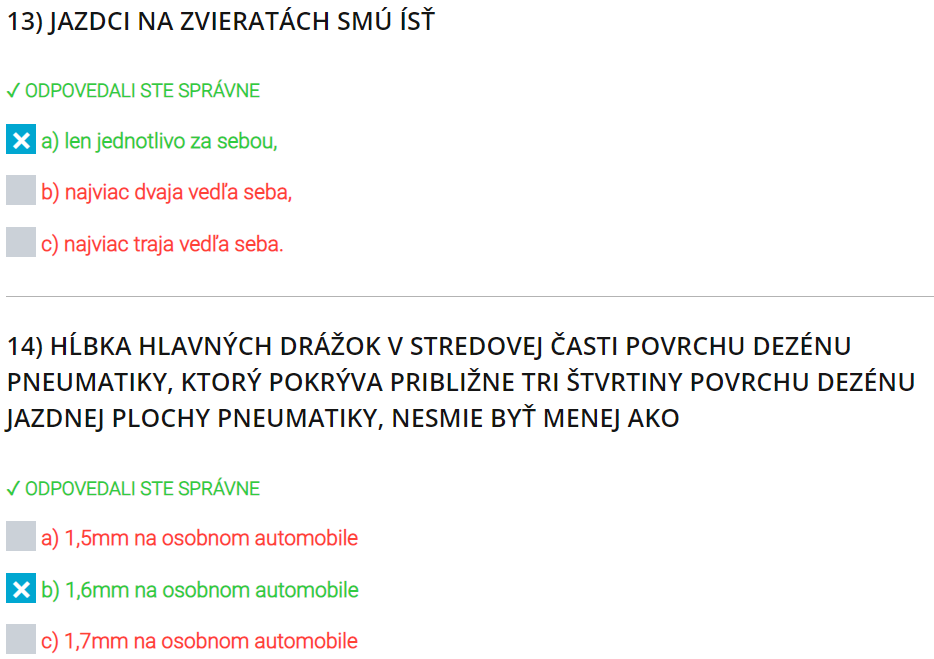 13) JAZDCI NA ZVIERATÁCH SMÚ ÍSŤ
✓ ODPOVEDALI STE SPRÁVNE
a) len jednotlivo za sebou,
b) najviac dvaja vedľa seba,
c) najviac traja vedľa seba.
14) HĹBKA HLAVNÝCH DRÁŽOK V STREDOVEJ ČASTI POVRCHU DEZÉNU
PNEUMATIKY, KTORÝ POKRÝVA PRIBLIŽNE TRI ŠTVRTINY POVRCHU DEZÉNU
JAZDNEJ PLOCHY PNEUMATIKY, NESMIE BYŤ MENEJ AKO
✓ ODPOVEDALI STE SPRÁVNE
a) 1,5mm na osobnom automobile
b) 1,6mm na osobnom automobile
c) 1,7mm na osobnom automobile